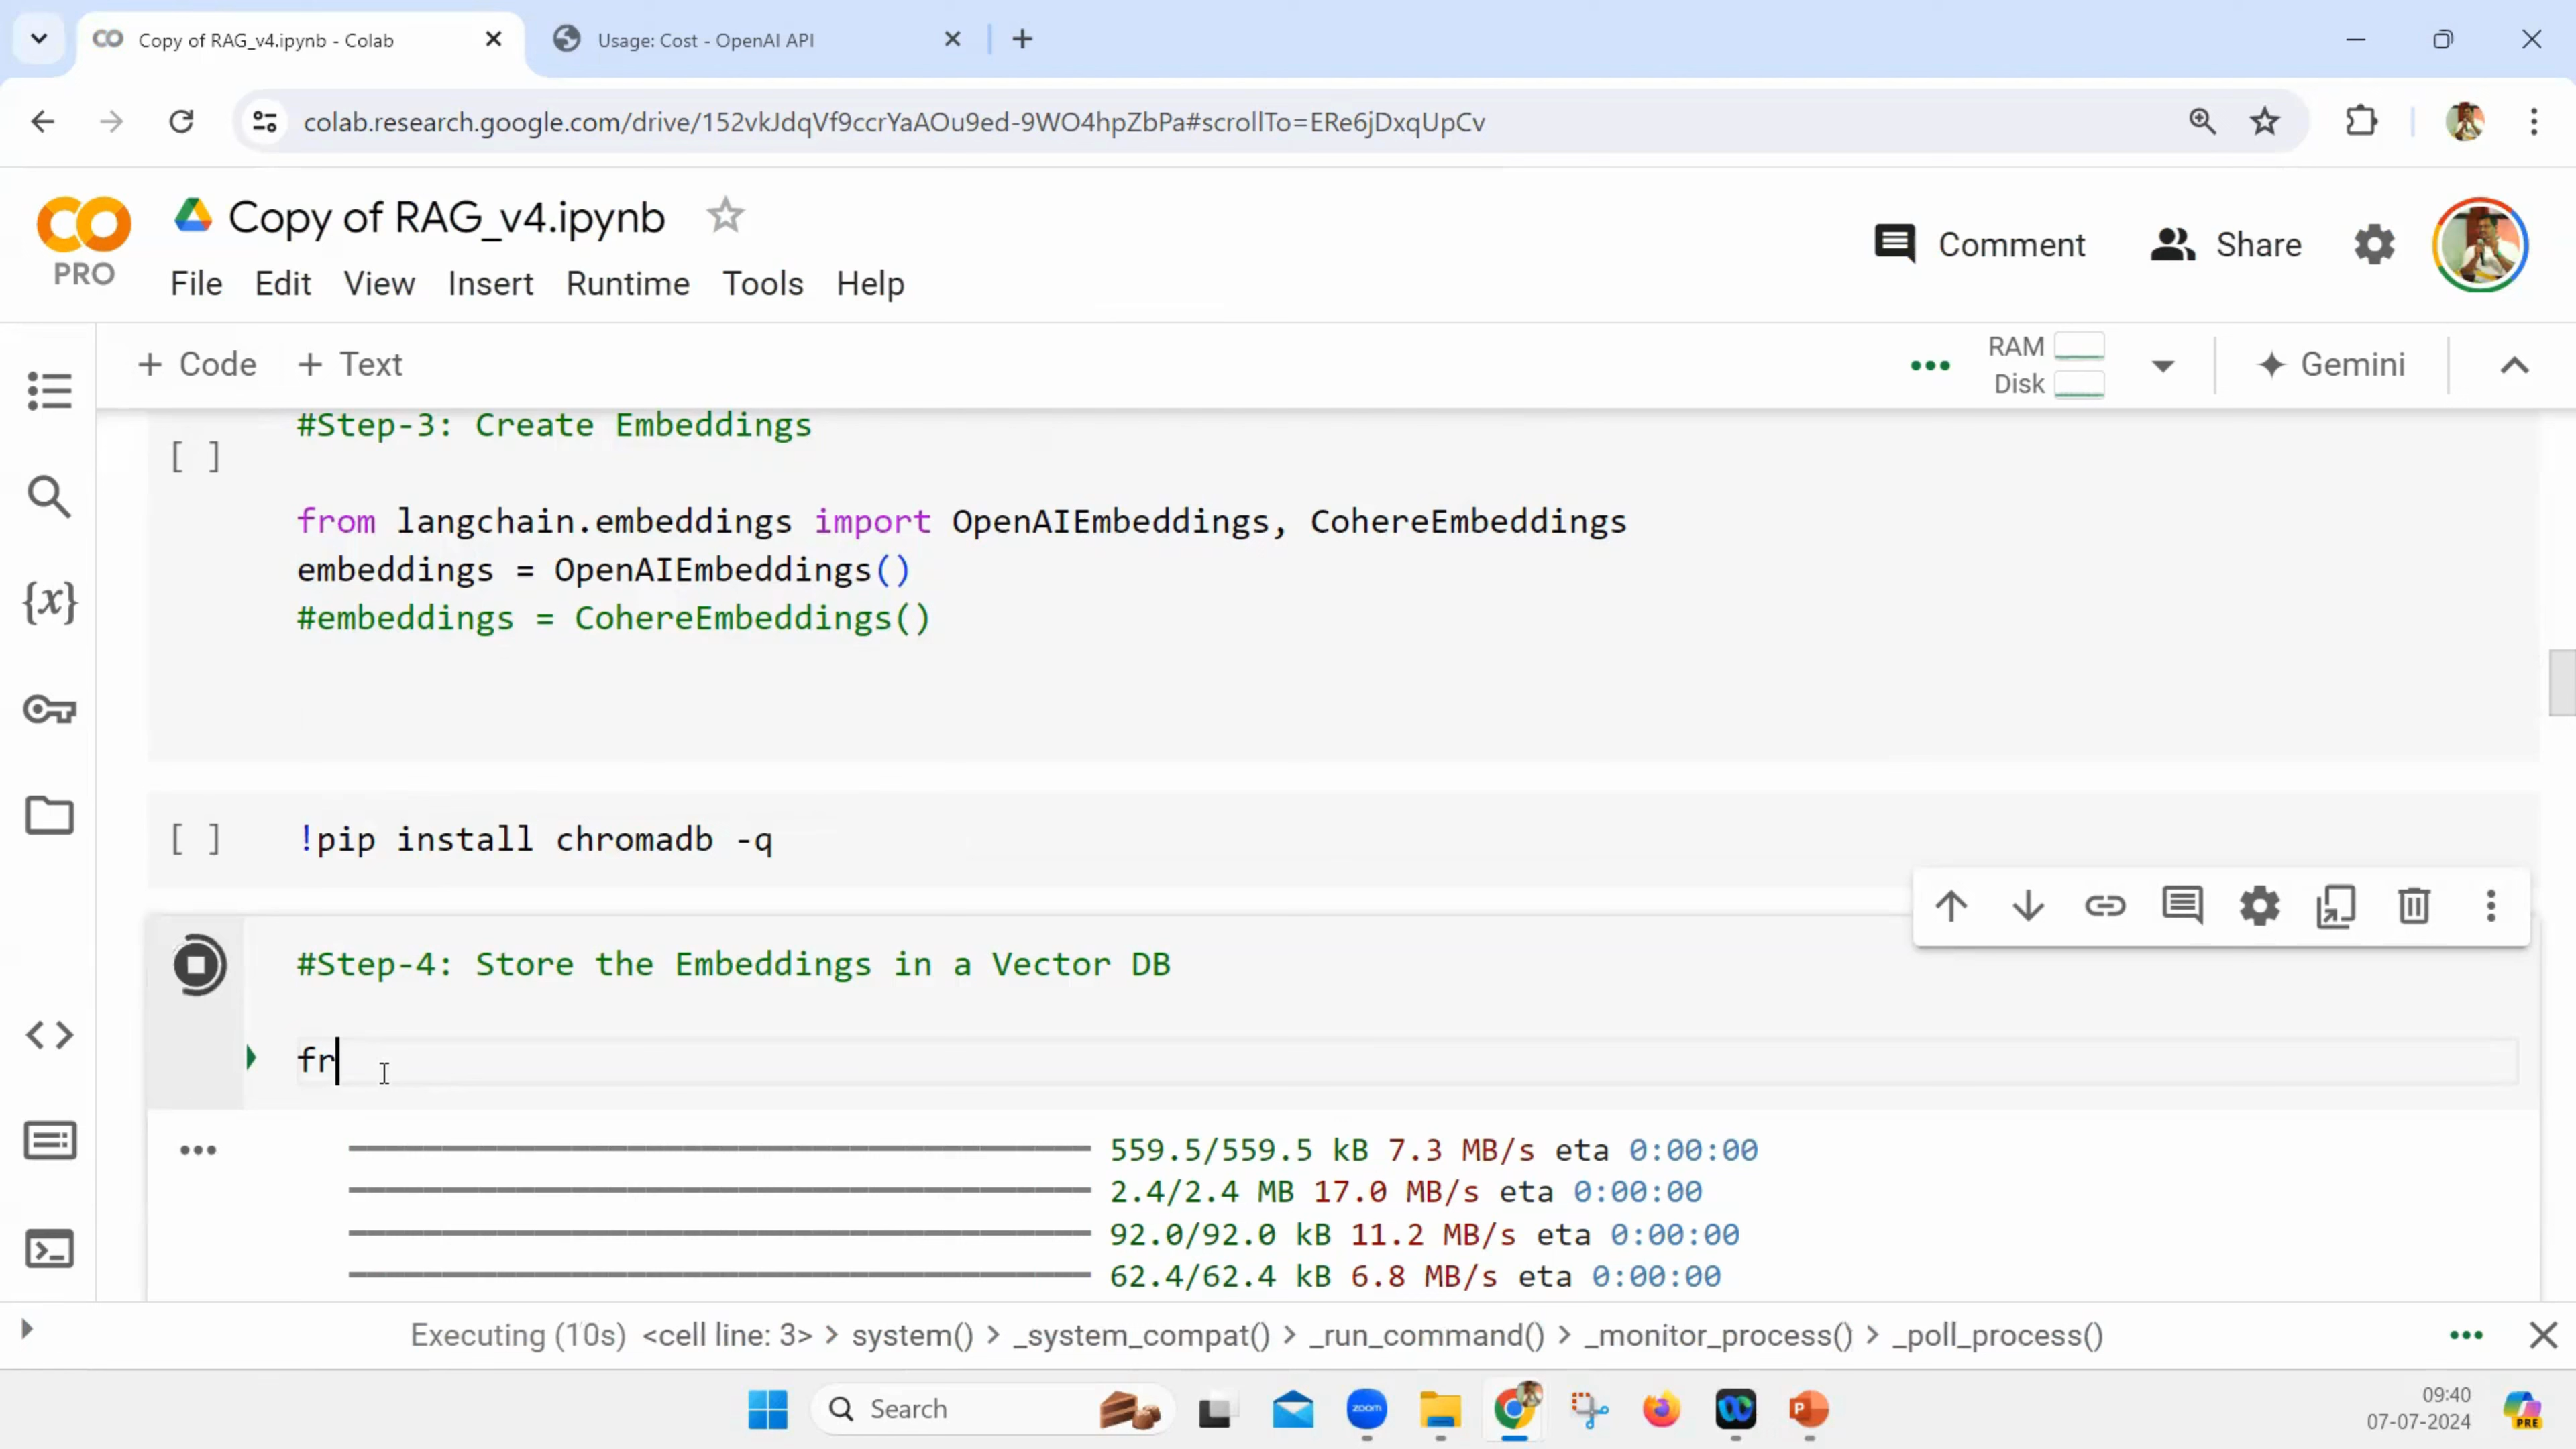 Copy of RAG_v4.ipynb - Colab
Usage: Cost - OpenAI API
colab.research.google.com/drive/152vkJdqVf9ccrYaAOu9ed-9WO4hpZbPa#scrollTo=ERe6jDxqUpCv
CO
PRO
Copy of RAG_v4.ipynb
File Edit View Insert Runtime Tools Help
Comment
Share
+ Code + Text
RAM
Disk
Gemini
#Step-3: Create Embeddings
[ ]
from langchain.embeddings import OpenAIEmbeddings, CohereEmbeddings
embeddings = OpenAIEmbeddings()
#embeddings = CohereEmbeddings()
[ ] !pip install chromadb -q
#Step-4: Store the Embeddings in a Vector DB
fr
559.5/559.5 kB 7.3 MB/s eta 0:00:00
2.4/2.4 MB 17.0 MB/s eta 0:00:00
92.0/92.0 kB 11.2 MB/s eta 0:00:00
62.4/62.4 kB 6.8 MB/s eta 0:00:00
Executing (10s) <cell line: 3> > system() > _system_compat() > _run_command() > _monitor_process() > _poll_process()
Search
zoom
P
09:40
07-07-2024
PRE